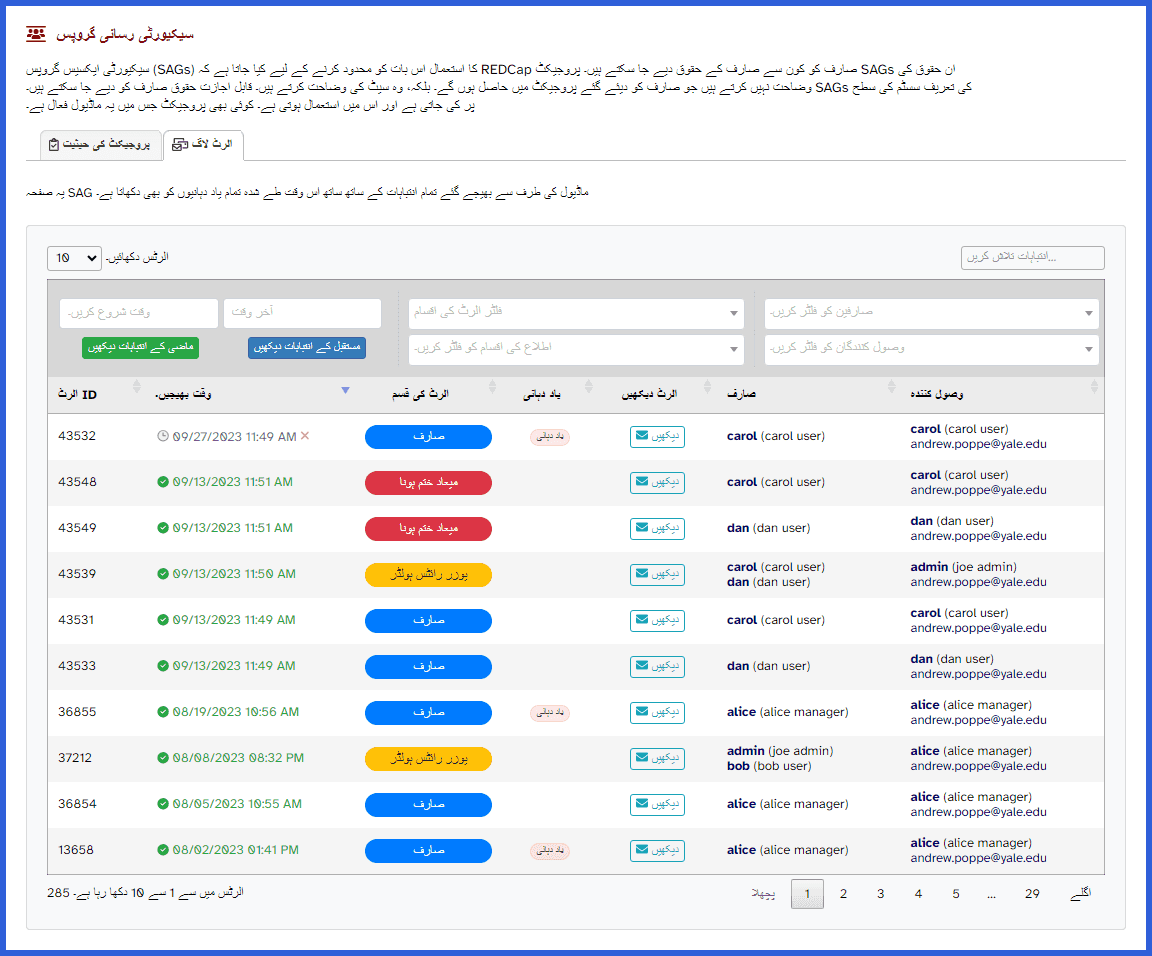 سیکیورٹی رسائی گروپس
ان حقوق کی SAGs صارف کو کون سے صارف کے حقوق دیے جا سکتے ہیں۔ پروجیکٹ REDCap کا استعمال اس بات کو محدود کرنے کے لیے کیا جاتا ہے کہ (SAGs) سیکیورٹی ایکسیس گروپس
کی تعریف سسٹم کی سطح SAGs وضاحت نہیں کرتے ہیں جو صارف کو دیئے گئے پروجیکٹ میں حاصل ہوں گے۔ بلکہ، وہ سیٹ کی وضاحت کرتے ہیں۔ قابل اجازت حقوق صارف کو دیے جا سکتے ہیں۔
پر کی جاتی ہے اور اس میں استعمال ہوتی ہے۔ کوئی بھی پروجیکٹ جس میں یہ ماڈیول فعال ہے۔
پروجیکٹ کی حیثیت الرٹ لاگ
ماڈیول کی طرف سے بھیجے گئے تمام انتباہات کے ساتھ ساتھ اس وقت طے شدہ تمام یاد دہانیوں کو بھی دکھاتا ہے۔ SAG یہ صفحہ
10 الرٹس دکھائیں۔ انتباہات تلاش کریں...
وقت شروع کریں۔ آخر وقت فلٹر الرٹ کی اقسام صارفین کو فلٹر کریں۔
ماضی کے انتباہات دیکھیں مستقبل کے انتباہات دیکھیں اطلاع کی اقسام کو فلٹر کریں۔ وصول کنندگان کو فلٹر کریں۔
الرٹ ID وقت بھیجیں۔ الرٹ کی قسم یاد دہانی الرٹ دیکھیں صارف وصول کنندہ
43532 09/27/2023 11:49 AM صارف یاد دہانی دیکھیں carol (carol user) carol (carol user)
andrew.poppe@yale.edu
43548 09/13/2023 11:51 AM میعاد ختم ہونا دیکھیں carol (carol user) carol (carol user)
andrew.poppe@yale.edu
43549 09/13/2023 11:51 AM میعاد ختم ہونا دیکھیں dan (dan user) dan (dan user)
andrew.poppe@yale.edu
43539 09/13/2023 11:50 AM یوزر رائٹس ہولڈر دیکھیں carol (carol user) admin (joe admin)
dan (dan user) andrew.poppe@yale.edu
43531 09/13/2023 11:49 AM صارف دیکھیں carol (carol user) carol (carol user)
andrew.poppe@yale.edu
43533 09/13/2023 11:49 AM صارف دیکھیں dan (dan user) dan (dan user)
andrew.poppe@yale.edu
36855 08/19/2023 10:56 AM صارف یاد دہانی دیکھیں alice (alice manager) alice (alice manager)
andrew.poppe@yale.edu
37212 08/08/2023 08:32 PM یوزر رائٹس ہولڈر دیکھیں admin (joe admin) alice (alice manager)
bob (bob user) andrew.poppe@yale.edu
36854 08/05/2023 10:55 AM صارف دیکھیں alice (alice manager) alice (alice manager)
andrew.poppe@yale.edu
13658 08/02/2023 01:41 PM صارف یاد دہانی دیکھیں alice (alice manager) alice (alice manager)
andrew.poppe@yale.edu
الرٹس میں سے 1 سے 10 دکھا رہا ہے۔ 285 پچھلا 1 2 3 4 5 ... 29 اگلے